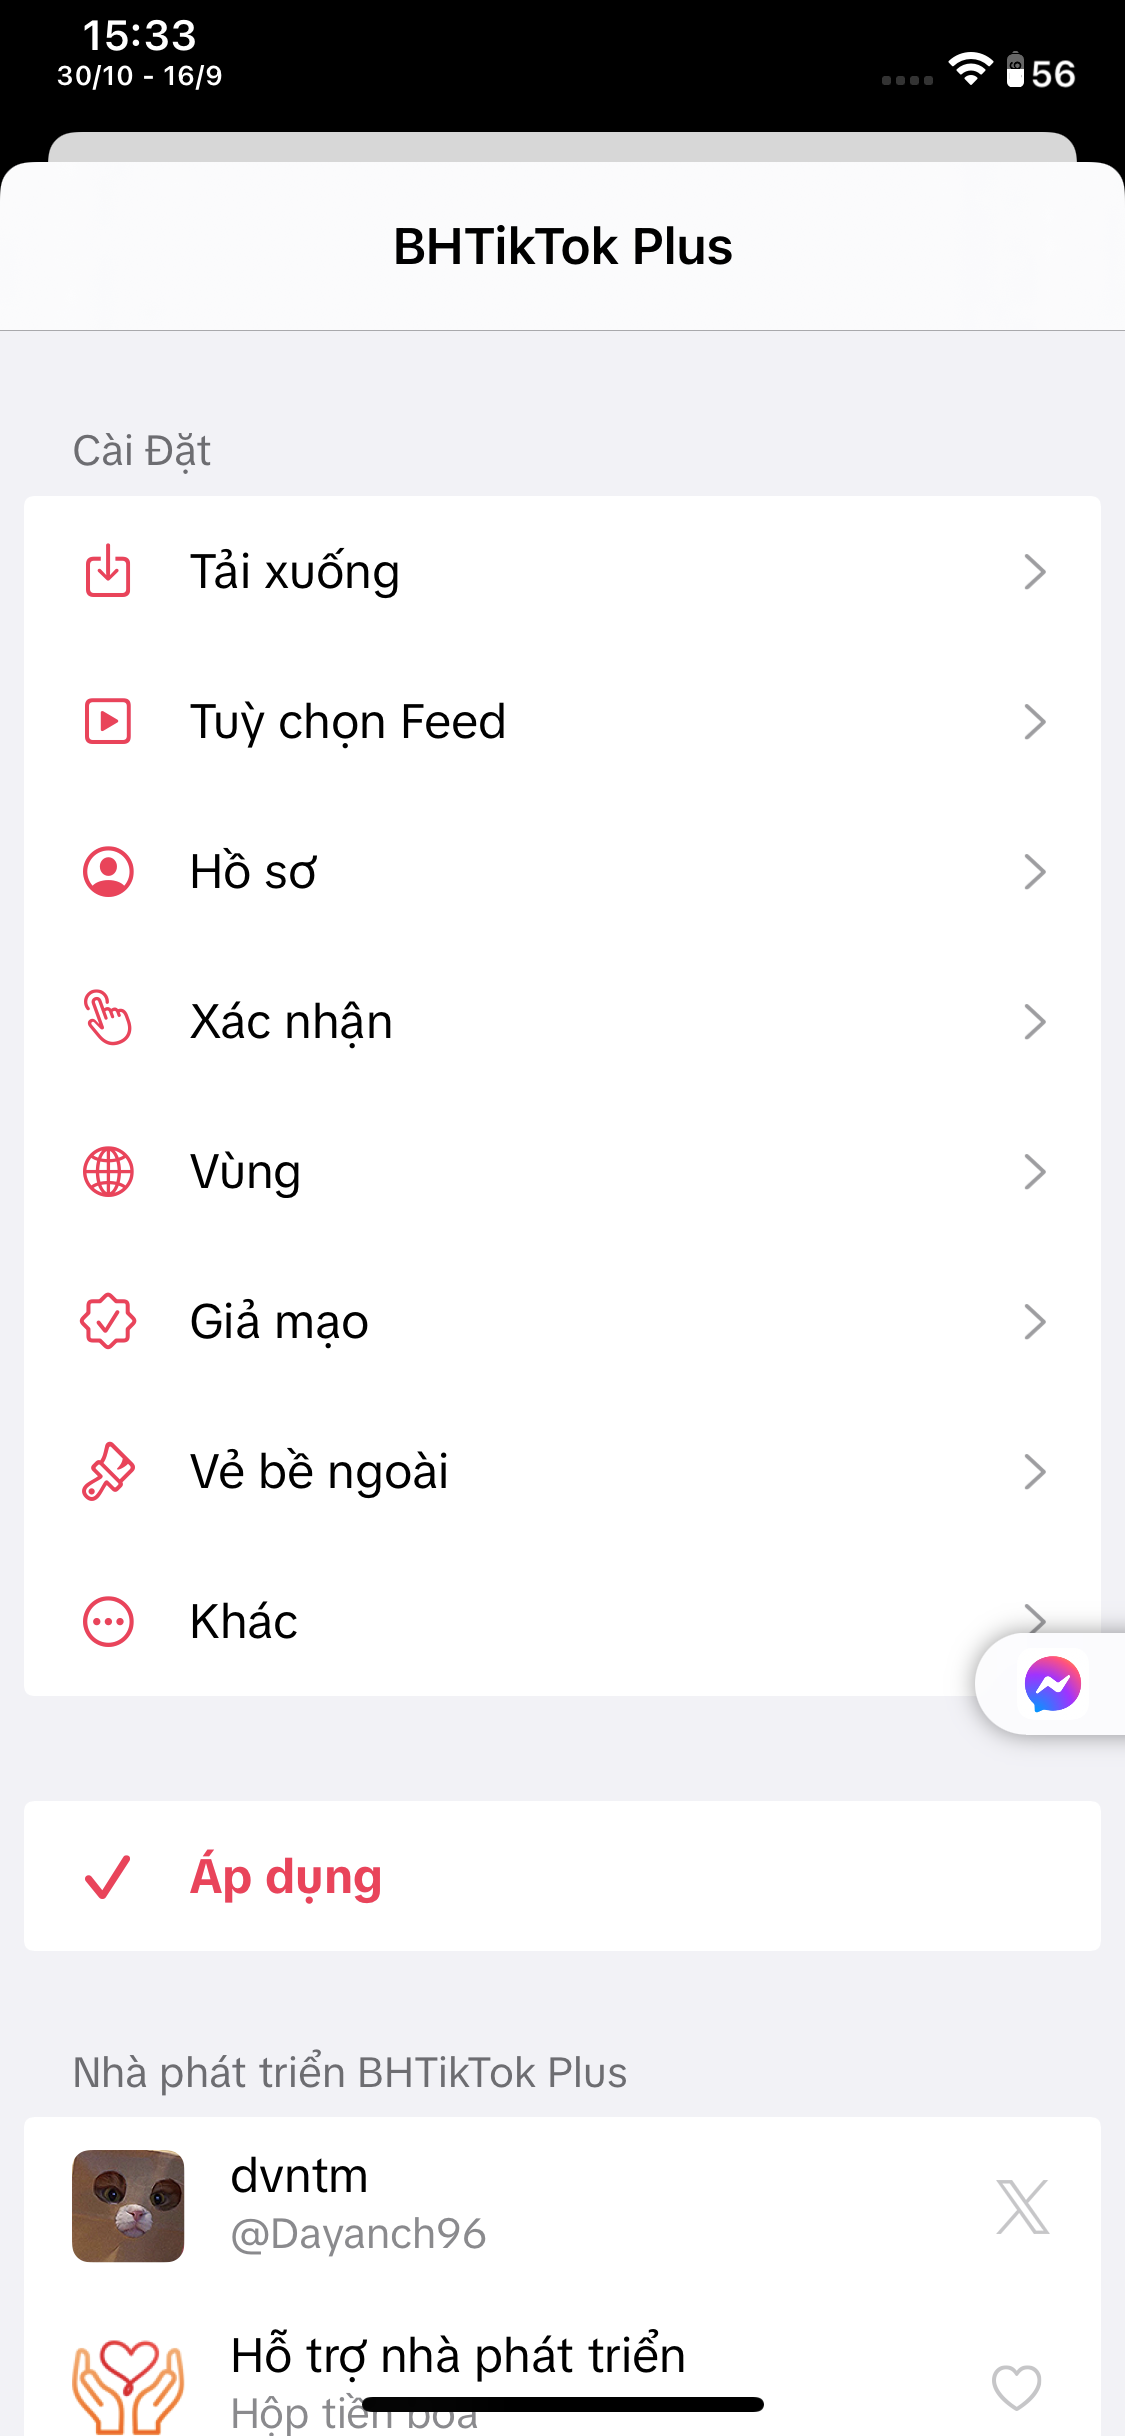 15:33
30/10 - 16/9
56
BHTikTok Plus
Cài Đặt
Tải xuống
Tuỳ chọn Feed
Hồ sơ
Xác nhận
Vùng
Giả mạo
Vẻ bề ngoài
Khác
Áp dụng
Nhà phát triển BHTikTok Plus
dvntm
@Dayanch96
Hỗ trợ nhà phát triển
Hộp tiền boa